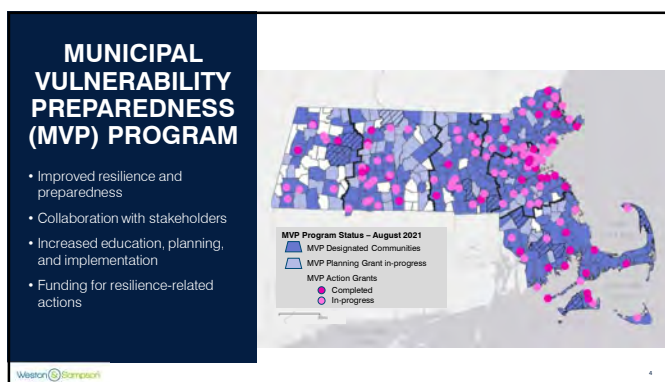 MUNICIPAL
VULNERABILITY
PREPAREDNESS
(MVP) PROGRAM
• Improved resilience and
preparedness
• Collaboration with stakeholders
• Increased education, planning,
and implementation
• Funding for resilience-related
actions
MVP Program Status – August 2021
MVP Designated Communities
MVP Planning Grant in-progress
MVP Action Grants
Completed
In-progress
Weston & Sampson
4